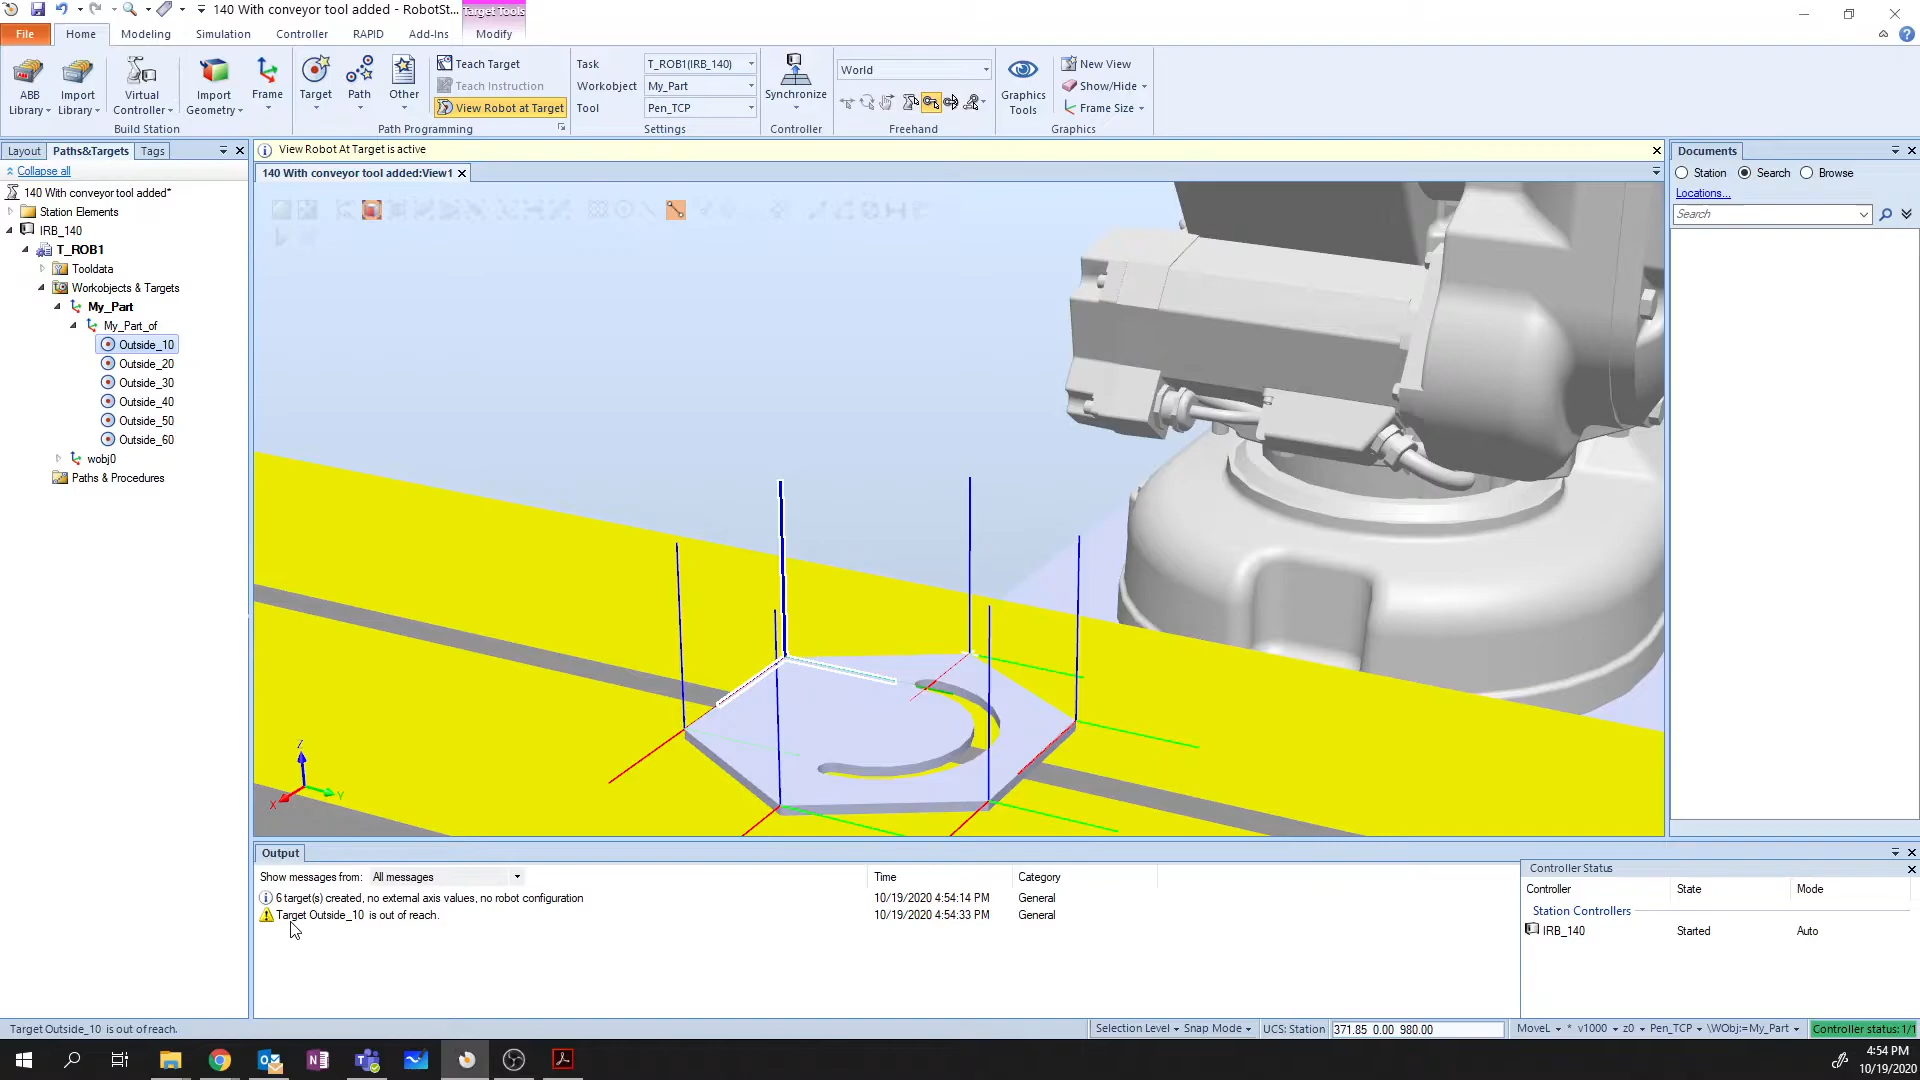 140 With conveyor tool added - RobotSt...
Target Tools
File
Home
Modeling
Simulation
Controller
RAPID
Add-Ins
Modify
ABB Library
Import Library
Virtual Controller
Import Geometry
Frame
Build Station
Target
Path
Other
Teach Target
Teach Instruction
View Robot at Target
Path Programming
Task
T_ROB1(IRB_140)
Workobject
My_Part
Tool
Pen_TCP
Settings
Synchronize
Controller
World
Freehand
Graphics Tools
New View
Show/Hide
Frame Size
Graphics
Layout
Paths&Targets
Tags
Collapse all
140 With conveyor tool added*
Station Elements
IRB_140
T_ROB1
Tooldata
Workobjects & Targets
My_Part
My_Part_of
Outside_10
Outside_20
Outside_30
Outside_40
Outside_50
Outside_60
wobj0
Paths & Procedures
View Robot At Target is active
140 With conveyor tool added:View1
Z
X
Y
Documents
Station
Search
Browse
Locations...
Search
Output
Show messages from:
All messages
Time
Category
6 target(s) created, no external axis values, no robot configuration
10/19/2020 4:54:14 PM
General
Target Outside_10 is out of reach.
10/19/2020 4:54:33 PM
General
Controller Status
Controller
State
Mode
Station Controllers
IRB_140
Started
Auto
Target Outside_10 is out of reach.
Selection Level
Snap Mode
UCS: Station
371.85 0.00 980.00
MoveL * v1000 z0 Pen_TCP \WObj:=My_Part
Controller status: 1/1
4:54 PM
10/19/2020